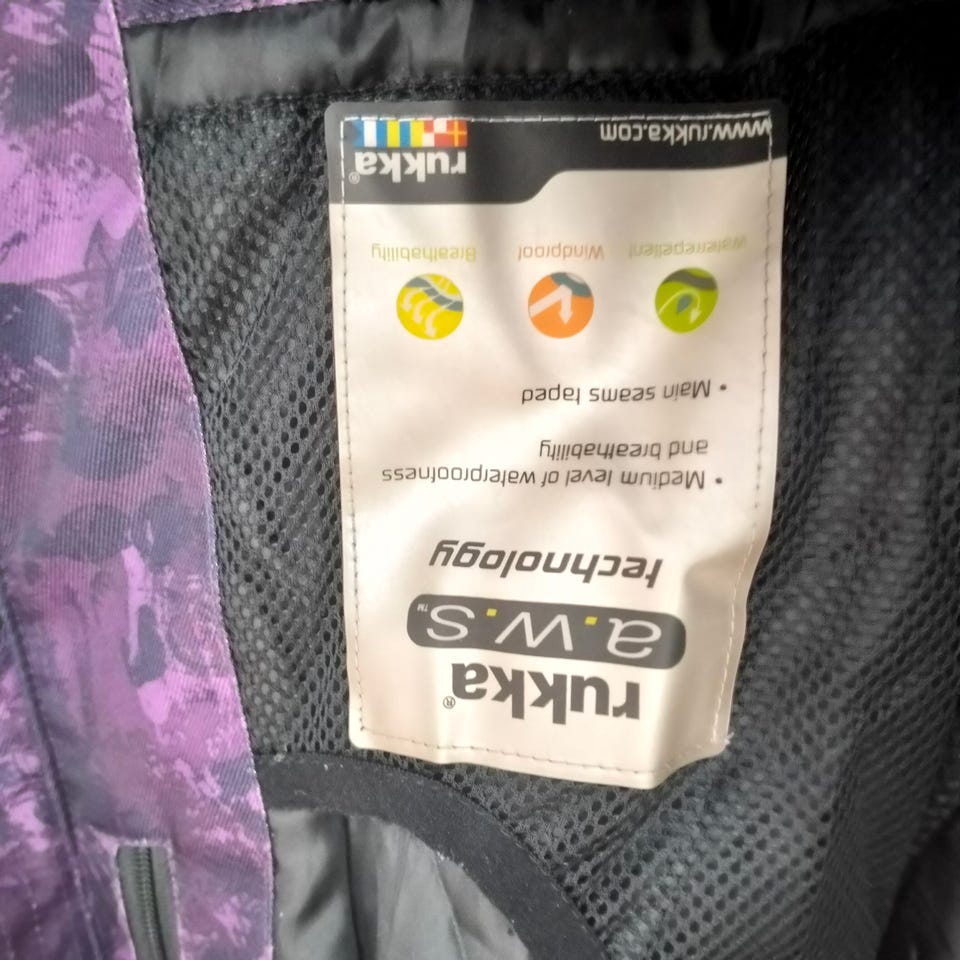 rukka®
a.w.s™
technology
• Medium level of waterproofness
and breathability
• Main seams taped
Waterrepellent Windproof Breathability
www.rukka.com rukka®